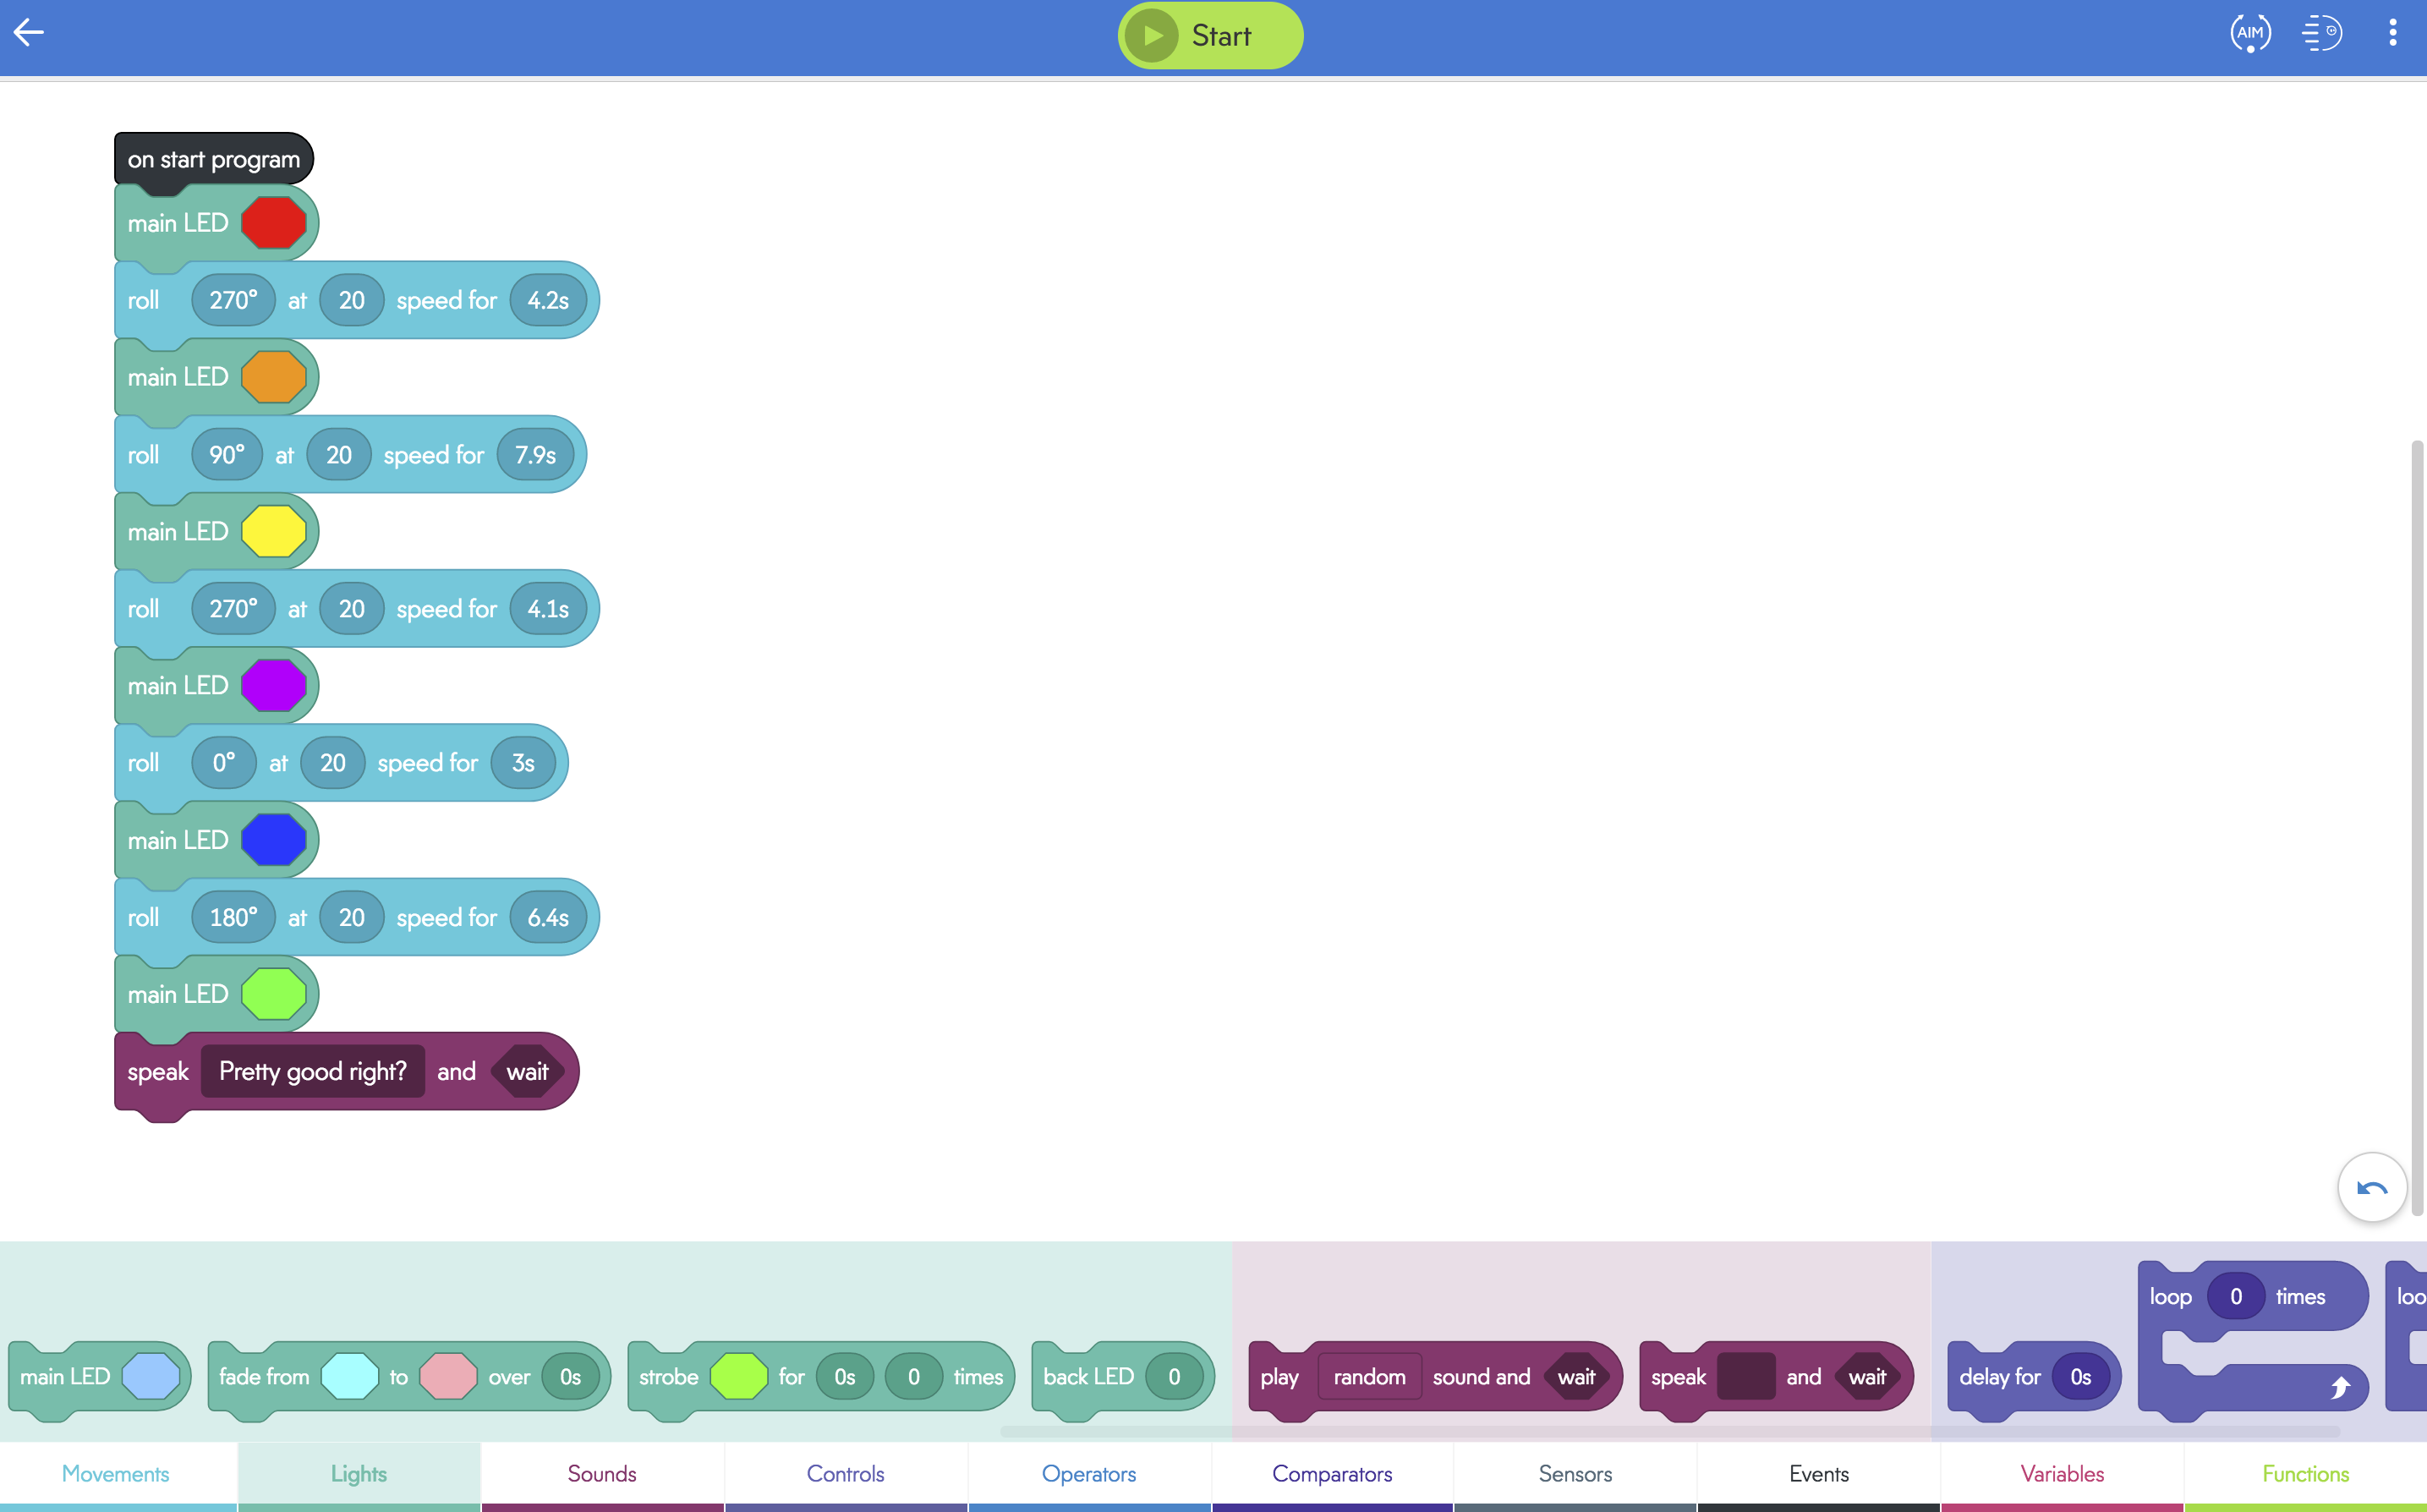 Start
AIM
on start program
main LED
roll 270° at 20 speed for 4.2s
main LED
roll 90° at 20 speed for 7.9s
main LED
roll 270° at 20 speed for 4.1s
main LED
roll 0° at 20 speed for 3s
main LED
roll 180° at 20 speed for 6.4s
main LED
speak Pretty good right? and wait
loop 0 times loo
main LED fade from to over 0s strobe for 0s 0 times back LED 0 play random sound and wait speak and wait delay for 0s
Movements Lights Sounds Controls Operators Comparators Sensors Events Variables Functions